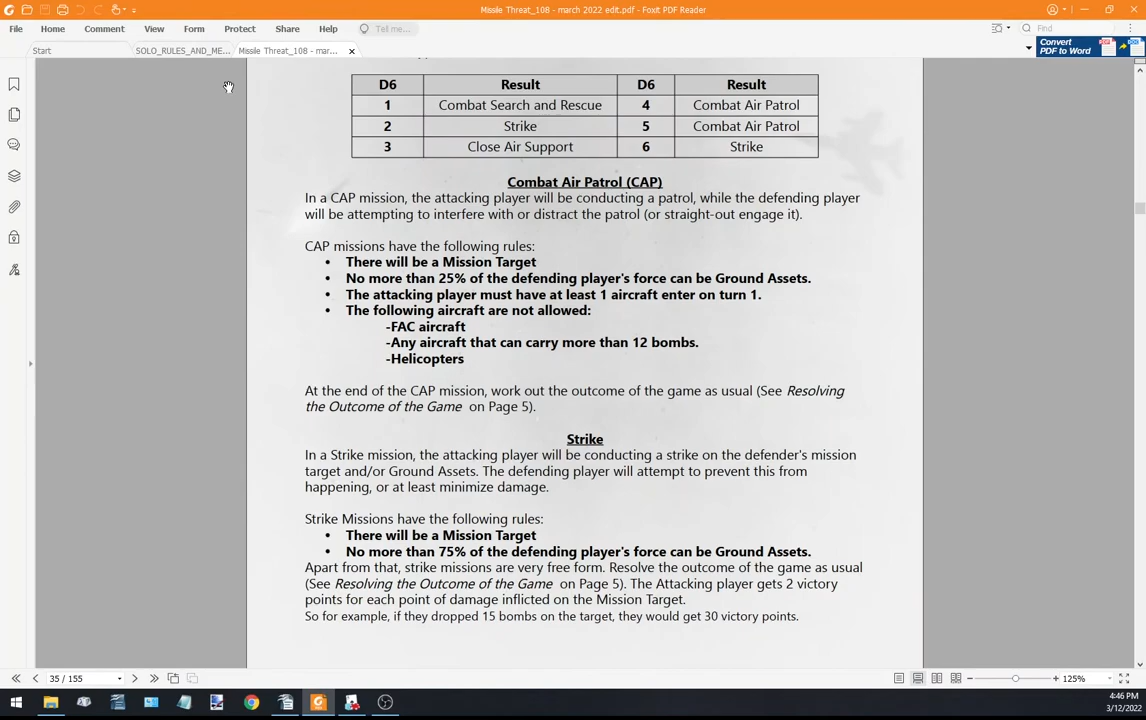 Missile Threat_108 - march 2022 edit.pdf - Foxit PDF Reader
File Home Comment View Form Protect Share Help Tell me... Find
Start SOLO_RULES_AND_ME... Missile Threat_108 - mar...
Convert
PDF to Word
D6 Result D6 Result
1 Combat Search and Rescue 4 Combat Air Patrol
2 Strike 5 Combat Air Patrol
3 Close Air Support 6 Strike
Combat Air Patrol (CAP)
In a CAP mission, the attacking player will be conducting a patrol, while the defending player
will be attempting to interfere with or distract the patrol (or straight-out engage it).
CAP missions have the following rules:
• There will be a Mission Target
• No more than 25% of the defending player's force can be Ground Assets.
• The attacking player must have at least 1 aircraft enter on turn 1.
• The following aircraft are not allowed:
-FAC aircraft
-Any aircraft that can carry more than 12 bombs.
-Helicopters
At the end of the CAP mission, work out the outcome of the game as usual (See Resolving
the Outcome of the Game on Page 5).
Strike
In a Strike mission, the attacking player will be conducting a strike on the defender's mission
target and/or Ground Assets. The defending player will attempt to prevent this from
happening, or at least minimize damage.
Strike Missions have the following rules:
• There will be a Mission Target
• No more than 75% of the defending player's force can be Ground Assets.
Apart from that, strike missions are very free form. Resolve the outcome of the game as usual
(See Resolving the Outcome of the Game on Page 5). The Attacking player gets 2 victory
points for each point of damage inflicted on the Mission Target.
So for example, if they dropped 15 bombs on the target, they would get 30 victory points.
35 / 155 125%
4:46 PM
3/12/2022